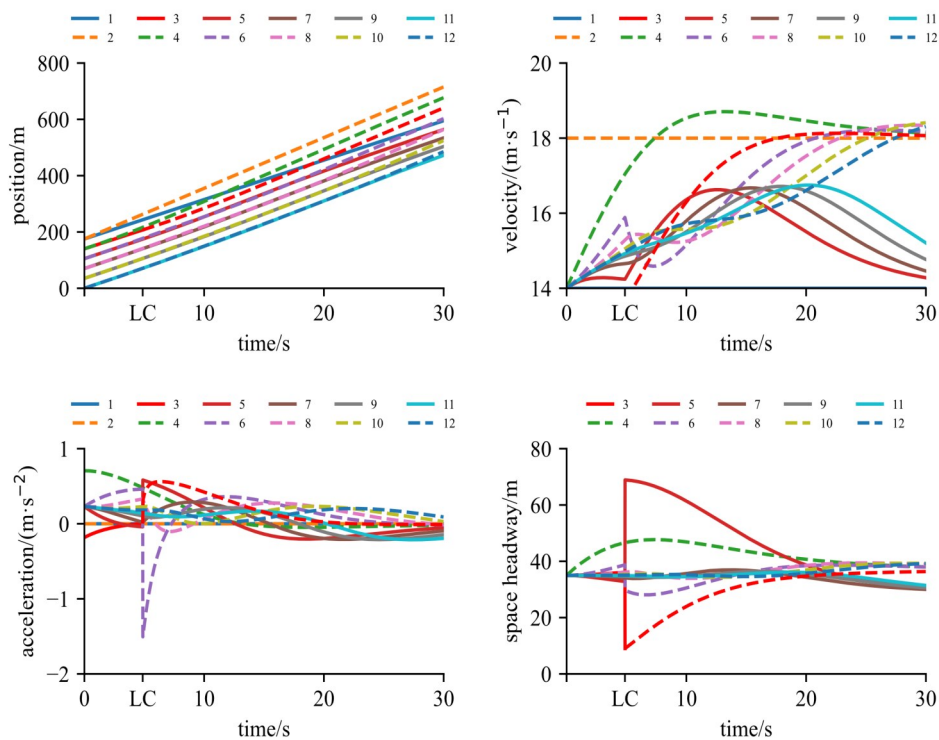 1 3 5 7 9 11
2 4 6 8 10 12
position/m
800
600
400
200
0
0 LC 10 20 30
time/s
1 3 5 7 9 11
2 4 6 8 10 12
velocity/(m·s⁻¹)
20
18
16
14
0 LC 10 20 30
time/s
1 3 5 7 9 11
2 4 6 8 10 12
acceleration/(m·s⁻²)
1
0
−1
−2
0 LC 10 20 30
time/s
3 5 7 9 11
4 6 8 10 12
space headway/m
80
60
40
20
0
LC 10 20 30
time/s